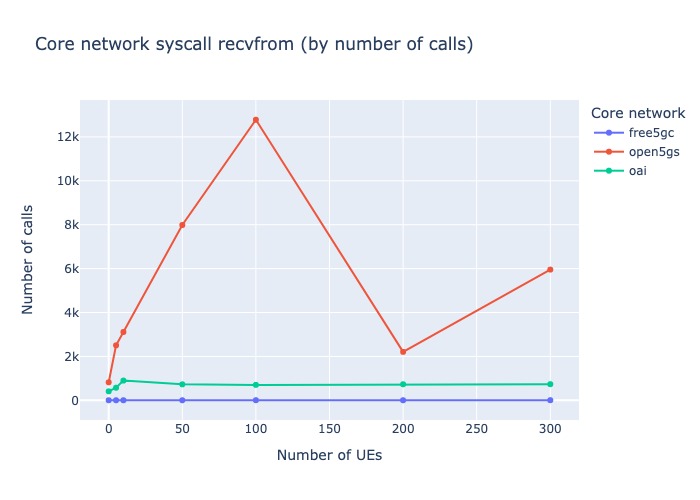 Core network syscall recvfrom (by number of calls)
Core network
free5gc
open5gs
oai
Number of calls
12k
10k
8k
6k
4k
2k
0
0 50 100 150 200 250 300
Number of UEs